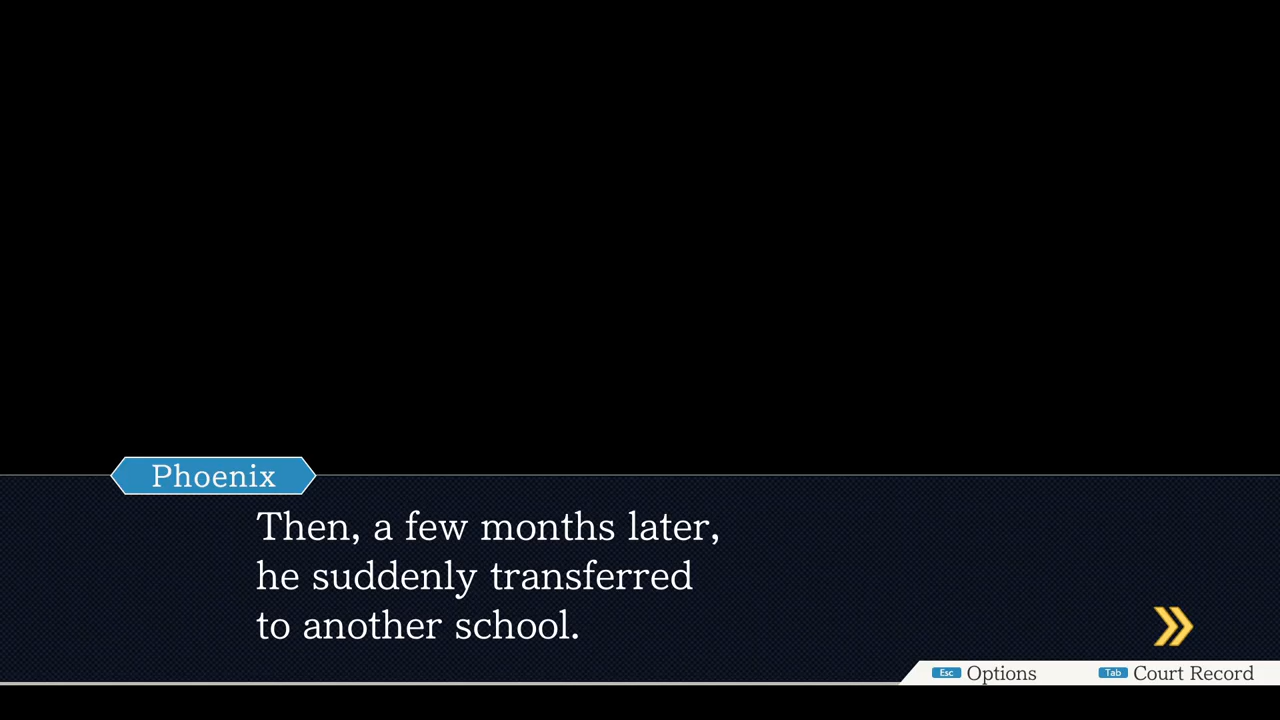 Phoenix
Then, a few months later,
he suddenly transferred
to another school.
Esc Options Tab Court Record